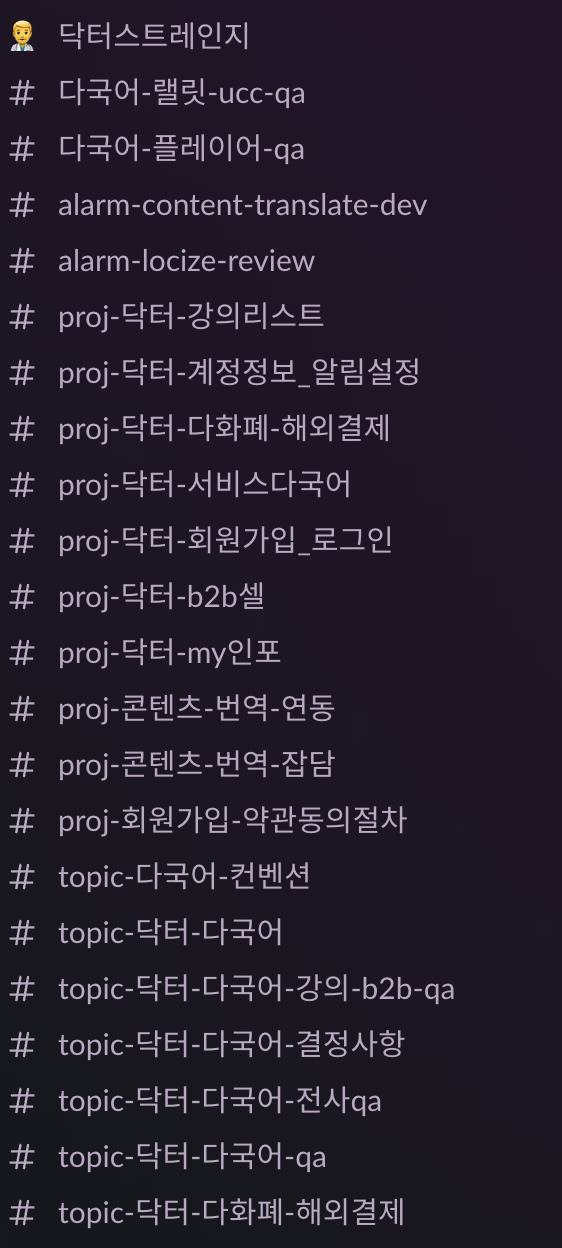 닥터스트레인지
# 다국어-랠릿-ucc-qa
# 다국어-플레이어-qa
# alarm-content-translate-dev
# alarm-locize-review
# proj-닥터-강의리스트
# proj-닥터-계정정보_알림설정
# proj-닥터-다화폐-해외결제
# proj-닥터-서비스다국어
# proj-닥터-회원가입_로그인
# proj-닥터-b2b셀
# proj-닥터-my인포
# proj-콘텐츠-번역-연동
# proj-콘텐츠-번역-잡담
# proj-회원가입-약관동의절차
# topic-다국어-컨벤션
# topic-닥터-다국어
# topic-닥터-다국어-강의-b2b-qa
# topic-닥터-다국어-결정사항
# topic-닥터-다국어-전사qa
# topic-닥터-다국어-qa
# topic-닥터-다화폐-해외결제